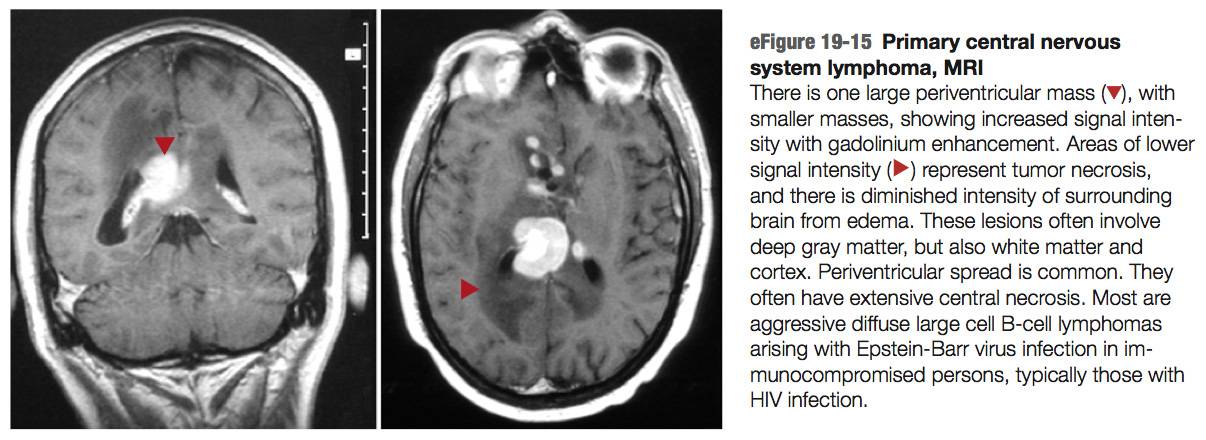 eFigure 19-15 Primary central nervous
system lymphoma, MRI
There is one large periventricular mass (▼), with
smaller masses, showing increased signal inten-
sity with gadolinium enhancement. Areas of lower
signal intensity (▶) represent tumor necrosis,
and there is diminished intensity of surrounding
brain from edema. These lesions often involve
deep gray matter, but also white matter and
cortex. Periventricular spread is common. They
often have extensive central necrosis. Most are
aggressive diffuse large cell B-cell lymphomas
arising with Epstein-Barr virus infection in im-
munocompromised persons, typically those with
HIV infection.